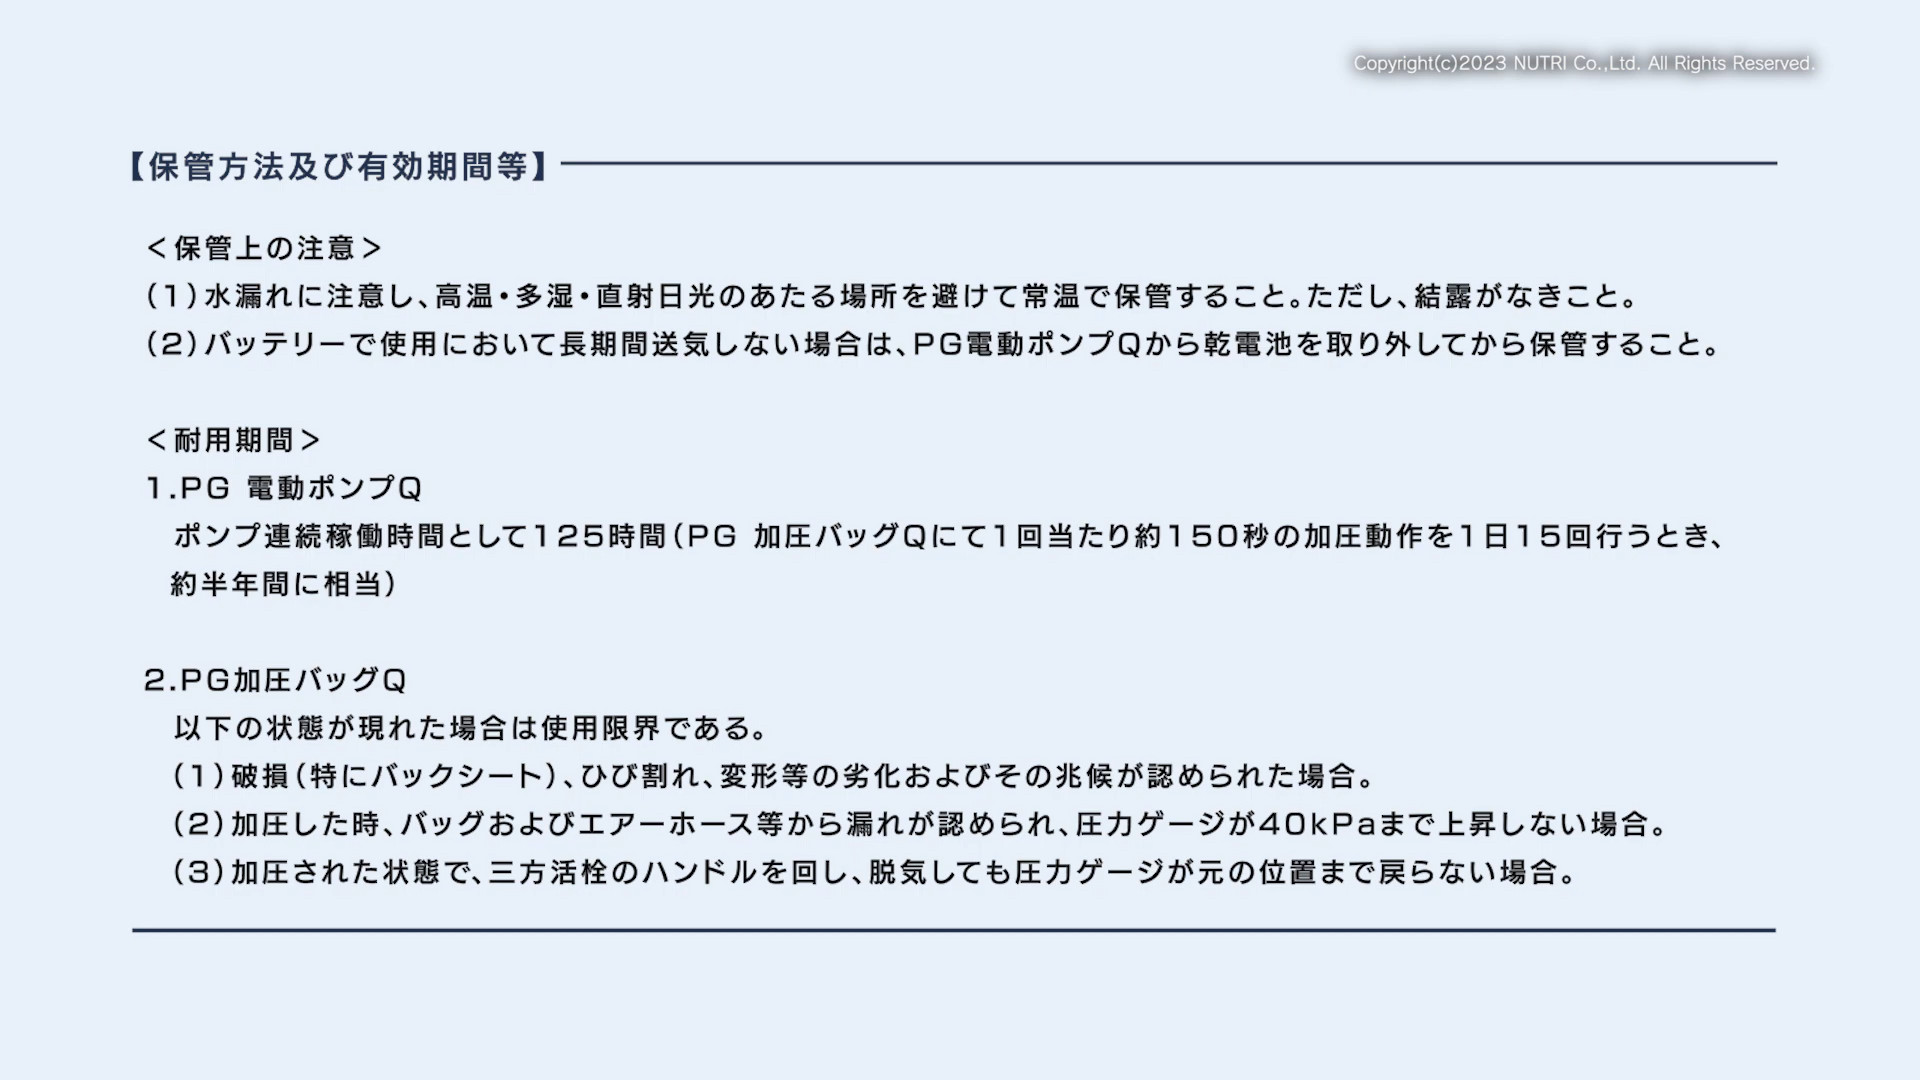 Copyright(c)2023 NUTRI Co.,Ltd. All Rights Reserved.
【保管方法及び有効期間等】
＜保管上の注意＞
（1）水漏れに注意し、高温・多湿・直射日光のあたる場所を避けて常温で保管すること。ただし、結露がなきこと。
（2）バッテリーで使用において長期間送気しない場合は、PG電動ポンプQから乾電池を取り外してから保管すること。
＜耐用期間＞
1.PG 電動ポンプQ
ポンプ連続稼働時間として125時間（PG 加圧バッグQにて1回当たり約150秒の加圧動作を1日15回行うとき、
約半年間に相当）
2.PG加圧バッグQ
以下の状態が現れた場合は使用限界である。
（1）破損（特にバックシート）、ひび割れ、変形等の劣化およびその兆候が認められた場合。
（2）加圧した時、バッグおよびエアーホース等から漏れが認められ、圧力ゲージが40kPaまで上昇しない場合。
（3）加圧された状態で、三方活栓のハンドルを回し、脱気しても圧力ゲージが元の位置まで戻らない場合。